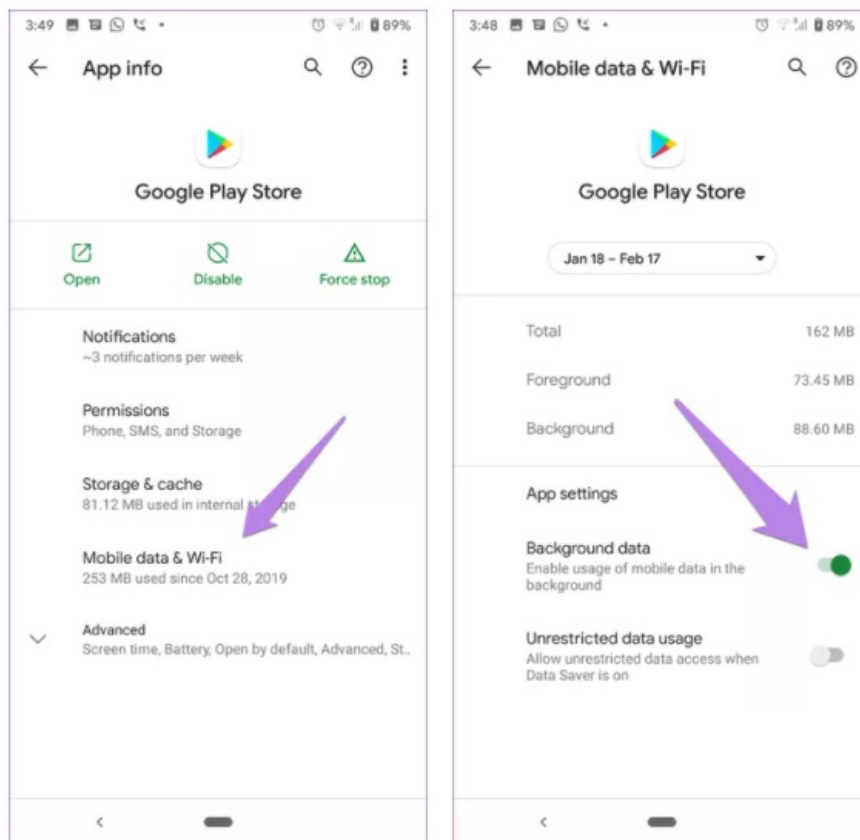 3:49
89%
App info
Google Play Store
Open
Disable
Force stop
Notifications
~3 notifications per week
Permissions
Phone, SMS, and Storage
Storage & cache
81.12 MB used in internal
Mobile data & Wi-Fi
253 MB used since Oct 28, 2019
Advanced
Screen time, Battery, Open by default, Advanced, St..
3:48
89%
Mobile data & Wi-Fi
Google Play Store
Jan 18 – Feb 17
Total
162 MB
Foreground
73.45 MB
Background
88.60 MB
App settings
Background data
Enable usage of mobile data in the
background
Unrestricted data usage
Allow unrestricted data access when
Data Saver is on